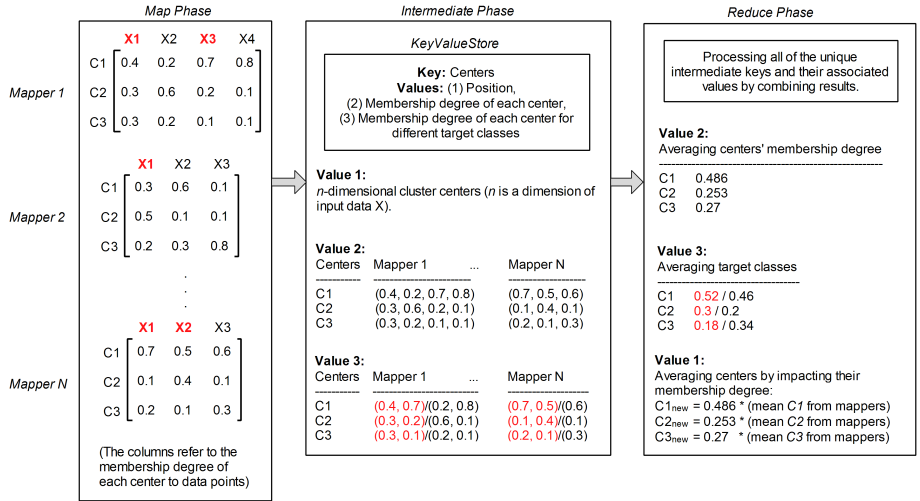 Map Phase
X1 X2 X3 X4
Mapper 1
C1 0.4 0.2 0.7 0.8
C2 0.3 0.6 0.2 0.1
C3 0.3 0.2 0.1 0.1
X1 X2 X3
Mapper 2
C1 0.3 0.6 0.1
C2 0.5 0.1 0.1
C3 0.2 0.3 0.8
.
.
.
X1 X2 X3
Mapper N
C1 0.7 0.5 0.6
C2 0.1 0.4 0.1
C3 0.2 0.1 0.3
(The columns refer to the
membership degree of
each center to data points)
Intermediate Phase
KeyValueStore
Key: Centers
Values: (1) Position,
(2) Membership degree of each center,
(3) Membership degree of each center for
different target classes
Value 1:
n-dimensional cluster centers (n is a dimension of
input data X).
Value 2:
Centers Mapper 1 ... Mapper N
C1 (0.4, 0.2, 0.7, 0.8) (0.7, 0.5, 0.6)
C2 (0.3, 0.6, 0.2, 0.1) (0.1, 0.4, 0.1)
C3 (0.3, 0.2, 0.1, 0.1) (0.2, 0.1, 0.3)
Value 3:
Centers Mapper 1 ... Mapper N
C1 (0.4, 0.7)/(0.2, 0.8) (0.7, 0.5)/(0.6)
C2 (0.3, 0.2)/(0.6, 0.1) (0.1, 0.4)/(0.1)
C3 (0.3, 0.1)/(0.2, 0.1) (0.2, 0.1)/(0.3)
Reduce Phase
Processing all of the unique
intermediate keys and their associated
values by combining results.
Value 2:
Averaging centers' membership degree
C1 0.486
C2 0.253
C3 0.27
Value 3:
Averaging target classes
C1 0.52 / 0.46
C2 0.3 / 0.2
C3 0.18 / 0.34
Value 1:
Averaging centers by impacting their
membership degree:
C1new = 0.486 * (mean C1 from mappers)
C2new = 0.253 * (mean C2 from mappers)
C3new = 0.27 * (mean C3 from mappers)